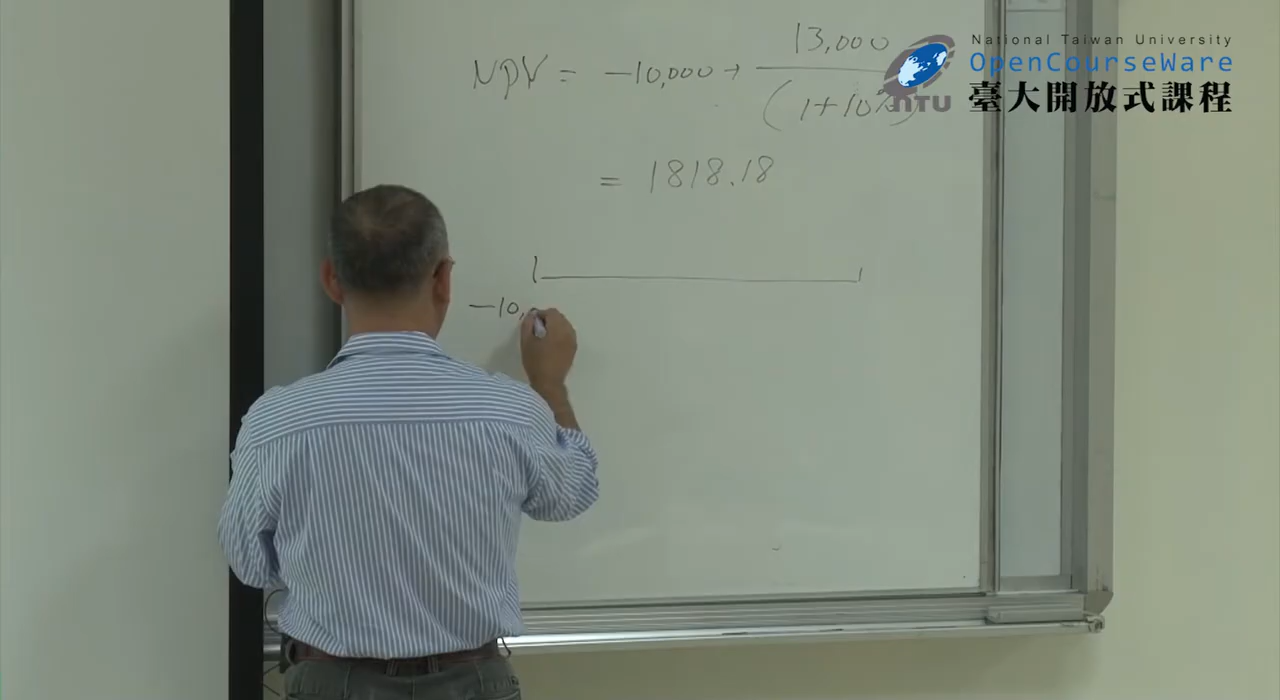 13,000
NPV = -10,000+
(1+10%)
= 1818.18
-10,
National Taiwan University
OpenCourseWare
NTU
臺大開放式課程